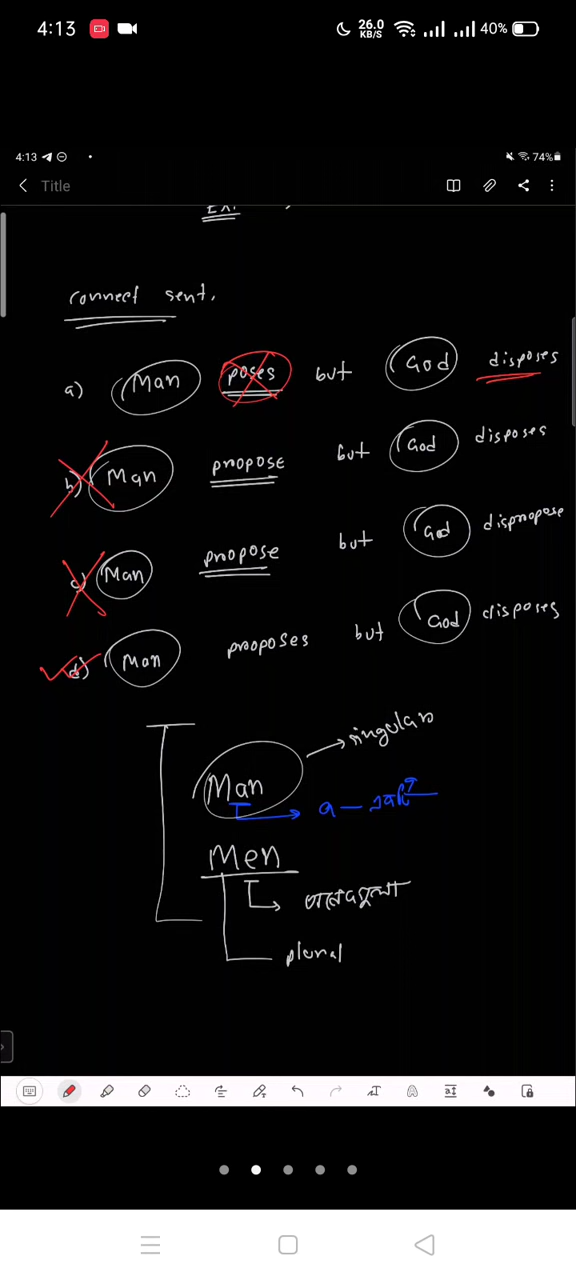 4:13 26.0 KB/S 40%
4:13 74%
Title
Ex.
connect sent.
a) Man poses but God disposes
b) Man propose but God disposes
c) Man propose but God dispropose
d) Man proposes but God disposes
Man → singular
a — একটি
Men
অনেকগুলো
plural